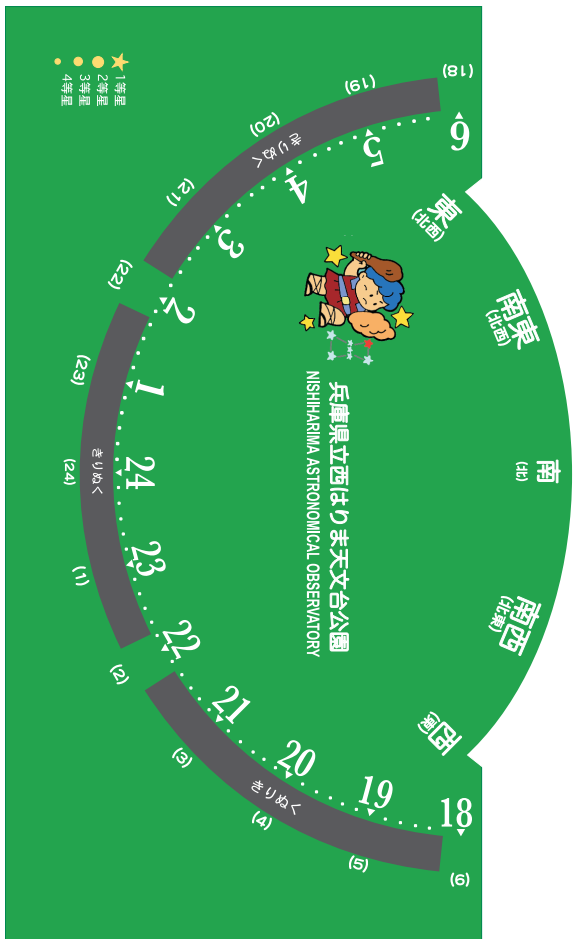 南
(北)
南東
(北西)
南西
(北東)
東
(北西)
西
(東)
6
5
4
3
2
1
24
23
22
21
20
19
18
(18)
(19)
(20)
(21)
(22)
(23)
(24)
(1)
(2)
(3)
(4)
(5)
(6)
きりぬく
きりぬく
きりぬく
兵庫県立西はりま天文台公園
NISHIHARIMA ASTRONOMICAL OBSERVATORY
1等星
2等星
3等星
4等星